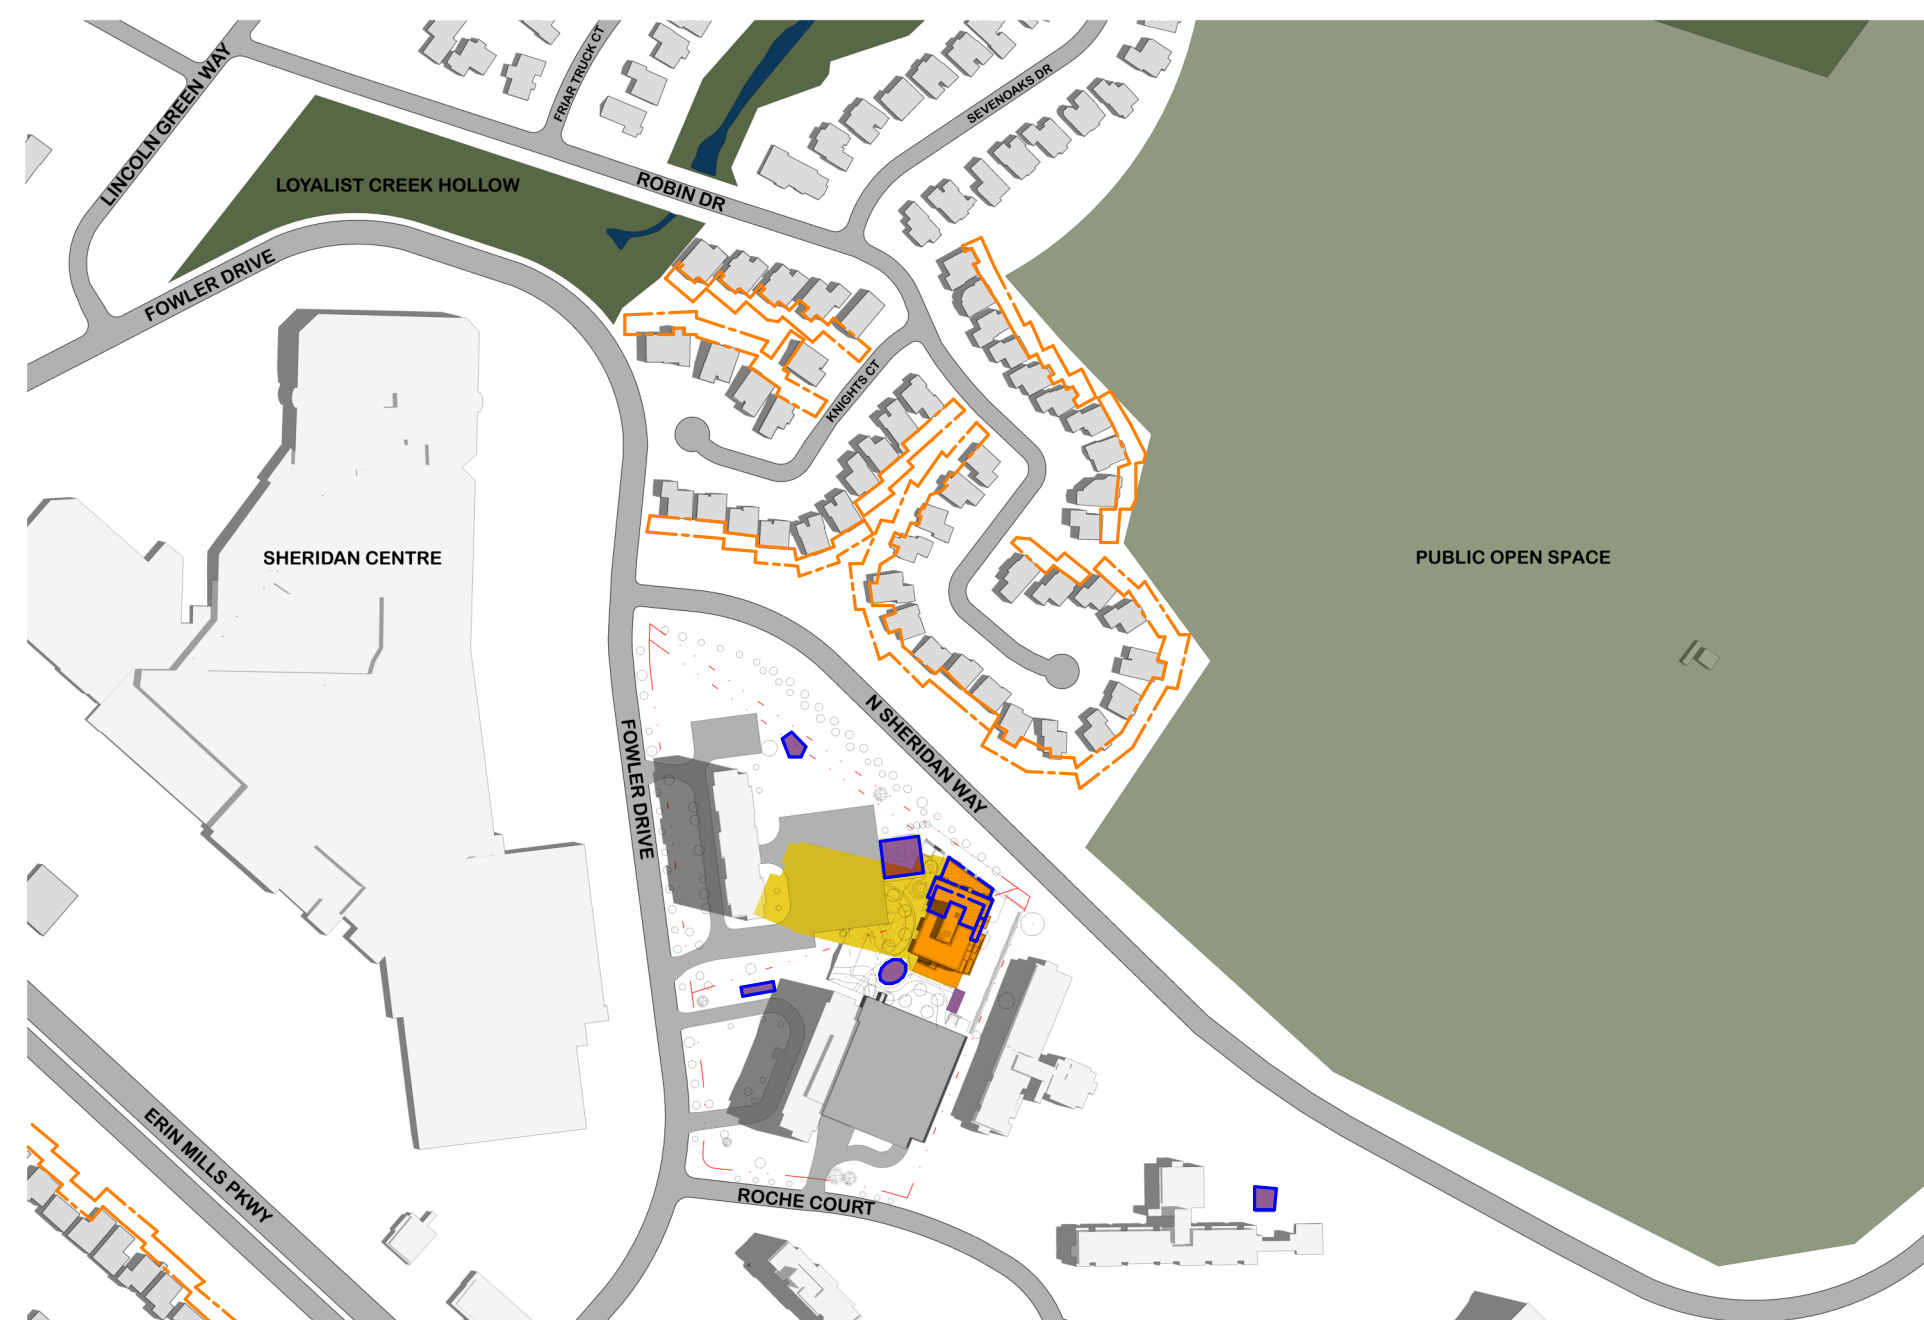 FRIAR TRUCK CT
LINCOLN GREEN WAY
SEVENOAKS DR
LOYALIST CREEK HOLLOW
ROBIN DR
FOWLER DRIVE
KNIGHTS CT
SHERIDAN CENTRE
PUBLIC OPEN SPACE
N SHERIDAN WAY
FOWLER DRIVE
ERIN MILLS PKWY
ROCHE COURT